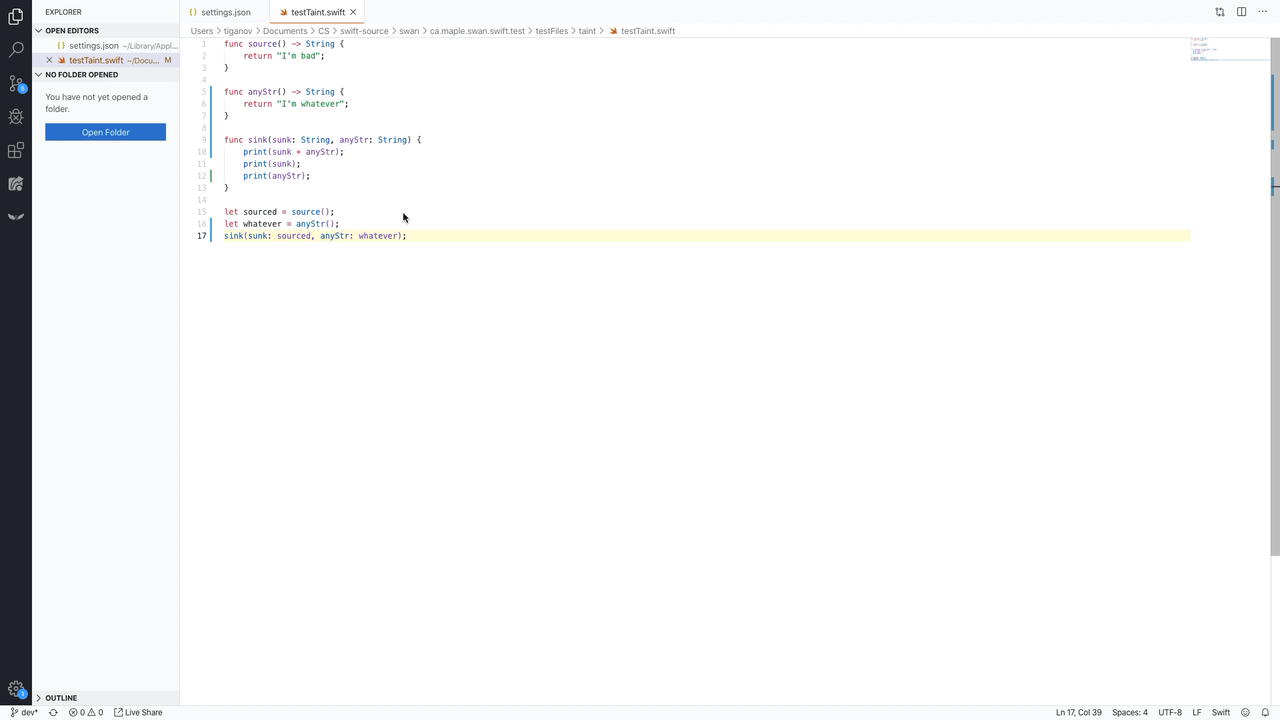 EXPLORER
OPEN EDITORS
{} settings.json ~/Library/Appl...
testTaint.swift ~/Docu... M
NO FOLDER OPENED
You have not yet opened a
folder.
Open Folder
OUTLINE
6
1
{} settings.json
testTaint.swift
Users > tiganov > Documents > CS > swift-source > swan > ca.maple.swan.swift.test > testFiles > taint > testTaint.swift
1 func source() -> String {
2 return "I'm bad";
3 }
4
5 func anyStr() -> String {
6 return "I'm whatever";
7 }
8
9 func sink(sunk: String, anyStr: String) {
10 print(sunk + anyStr);
11 print(sunk);
12 print(anyStr);
13 }
14
15 let sourced = source();
16 let whatever = anyStr();
17 sink(sunk: sourced, anyStr: whatever);
dev* 0 0 Live Share Ln 17, Col 39 Spaces: 4 UTF-8 LF Swift